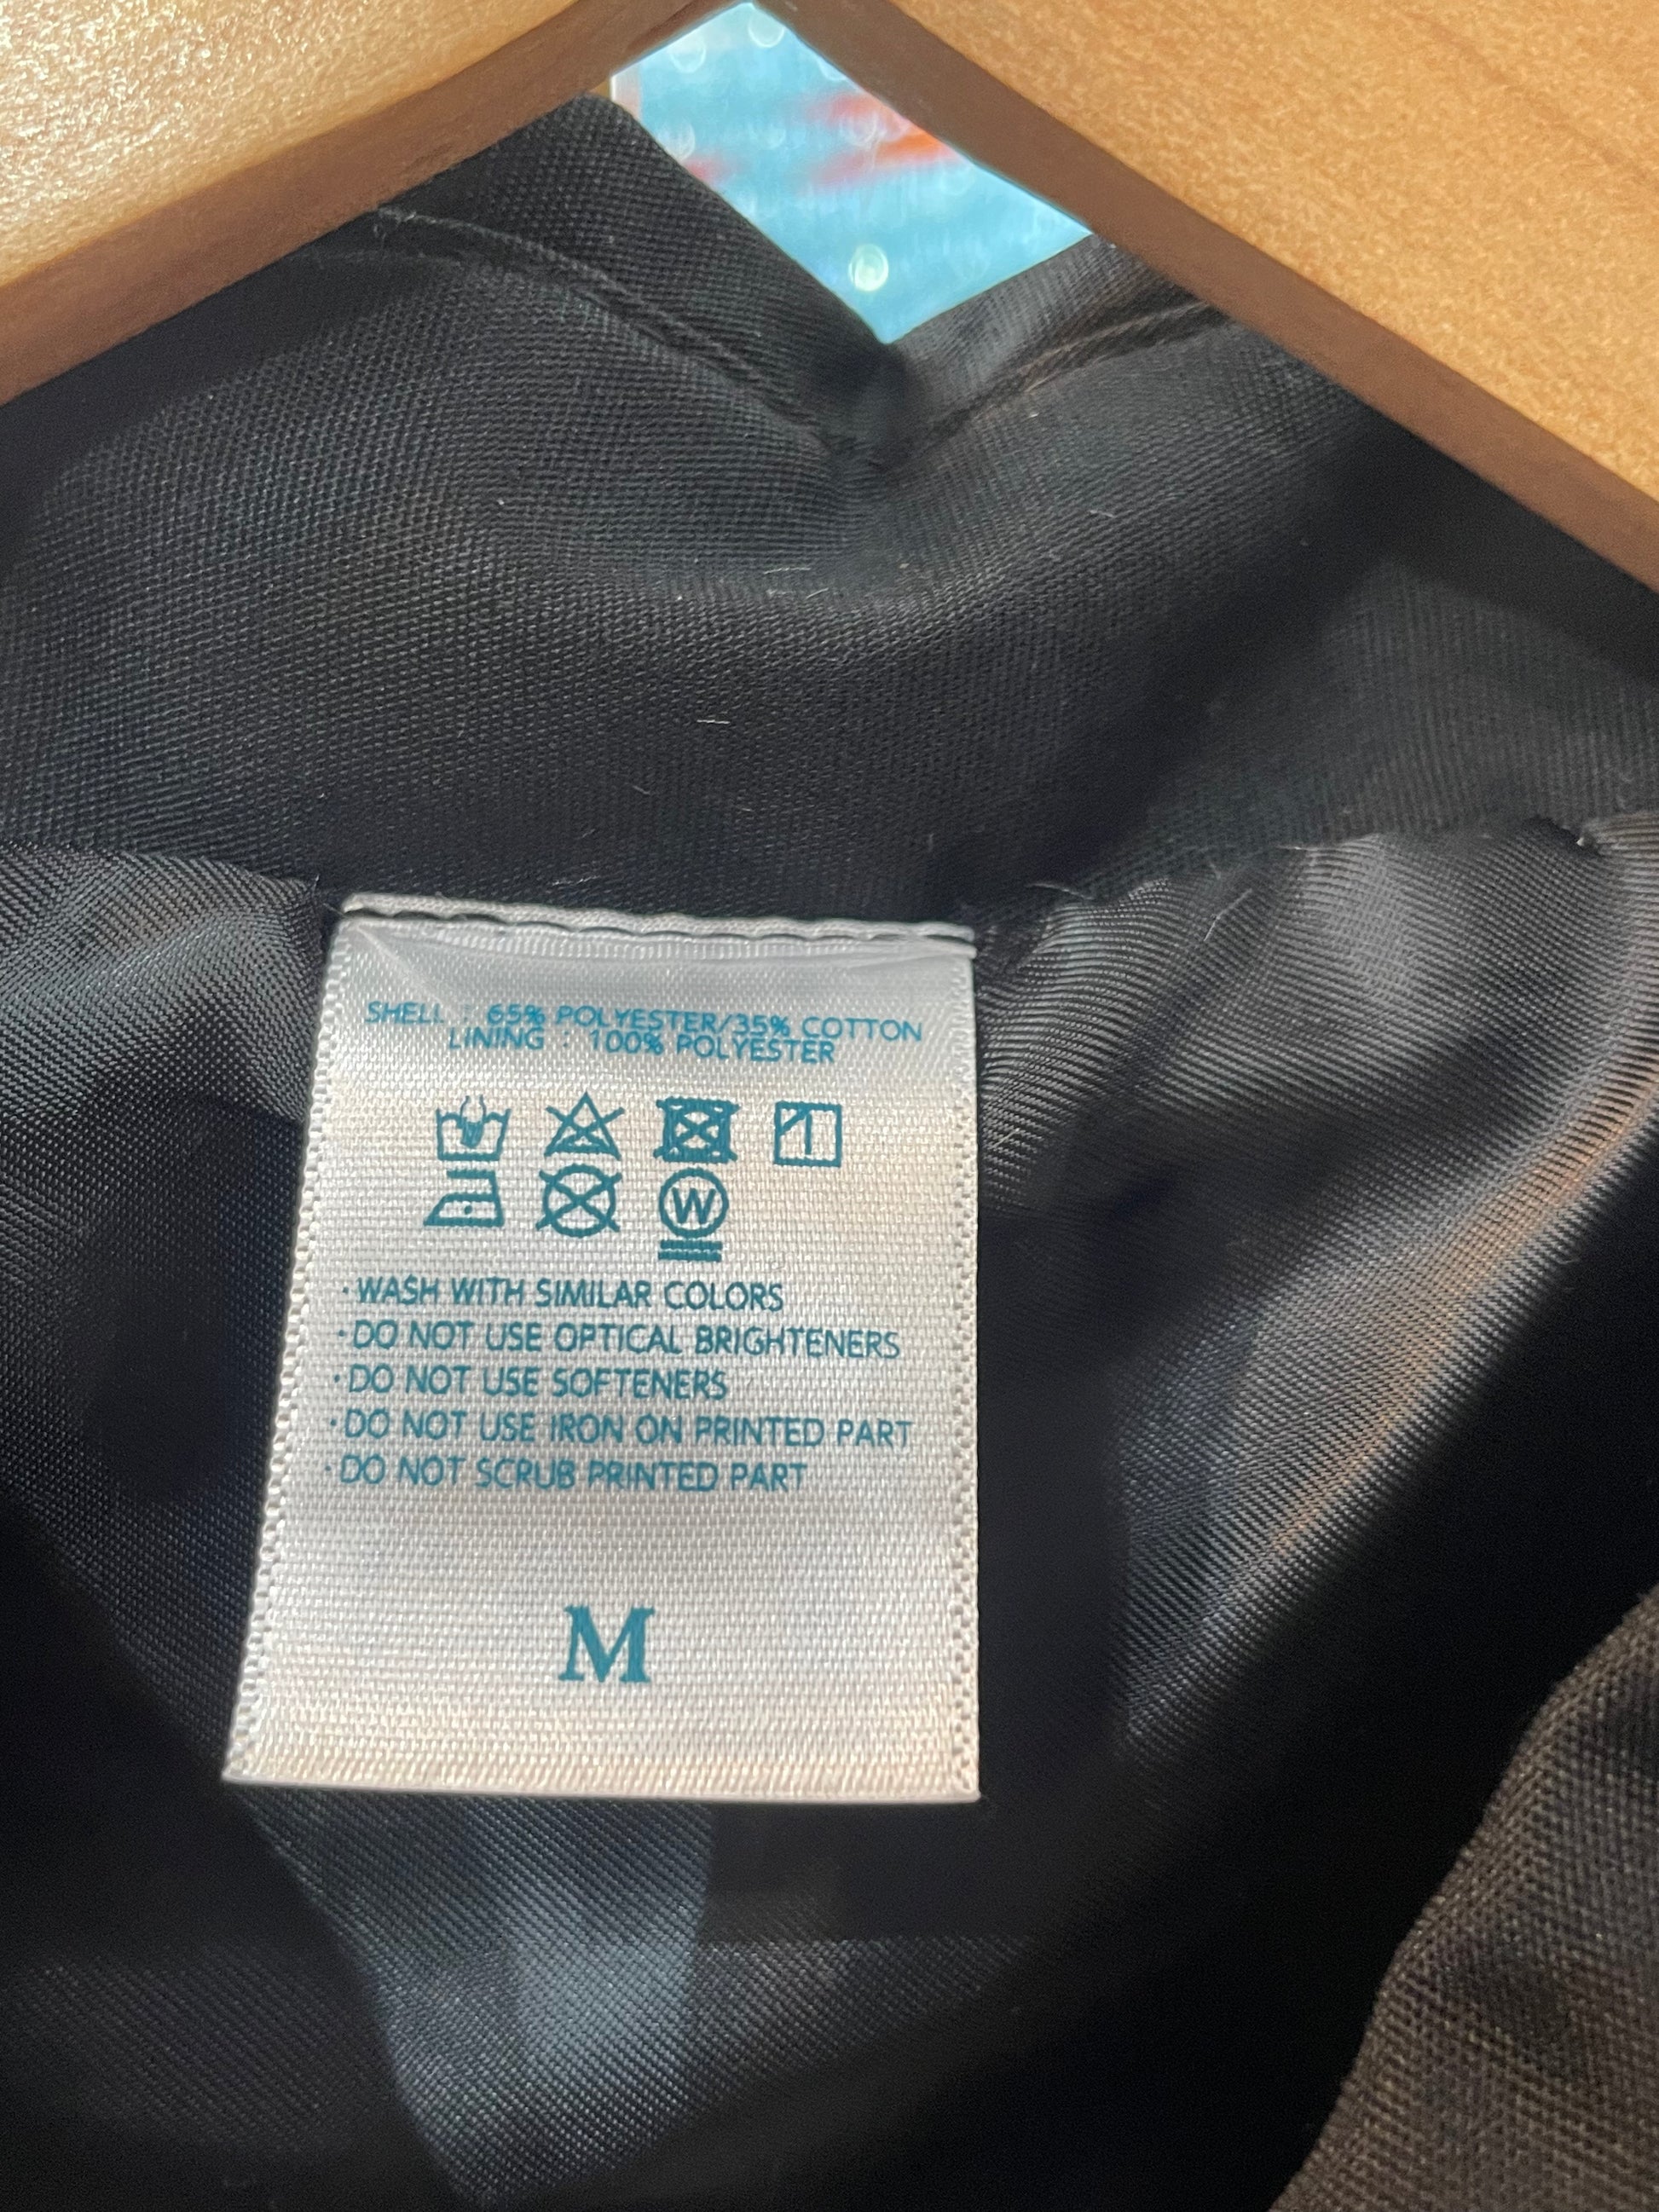 SHELL : 65% POLYESTER/35% COTTON
LINING : 100% POLYESTER
W
· WASH WITH SIMILAR COLORS
· DO NOT USE OPTICAL BRIGHTENERS
· DO NOT USE SOFTENERS
· DO NOT USE IRON ON PRINTED PART
· DO NOT SCRUB PRINTED PART
M